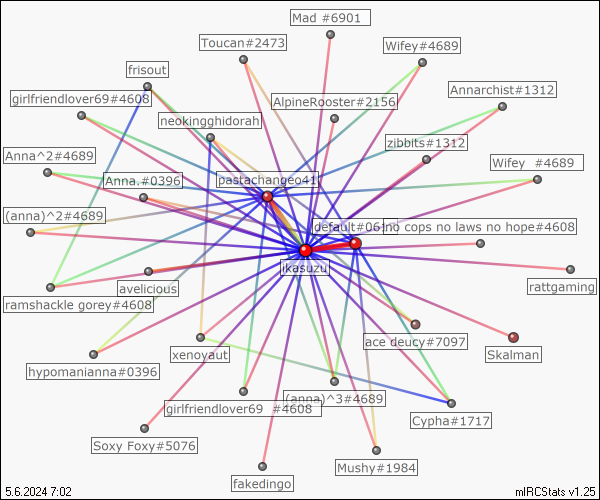 Mad #6901
Toucan#2473
Wifey#4689
frisout
Annarchist#1312
girlfriendlover69#4608
AlpineRooster#2156
neokingghidorah
zibbits#1312
Anna^2#4689
Wifey #4689
Anna.#0396
pastachangeo41
(anna)^2#4689
default#061
no cops no laws no hope#4608
ikasuzu
avelicious
rattgaming
ramshackle gorey#4608
ace deucy#7097
xenoyaut
Skalman
hypomanianna#0396
(anna)^3#4689
girlfriendlover69 #4608
Cypha#1717
Soxy Foxy#5076
Mushy#1984
fakedingo
5.6.2024 7:02
mIRCStats v1.25